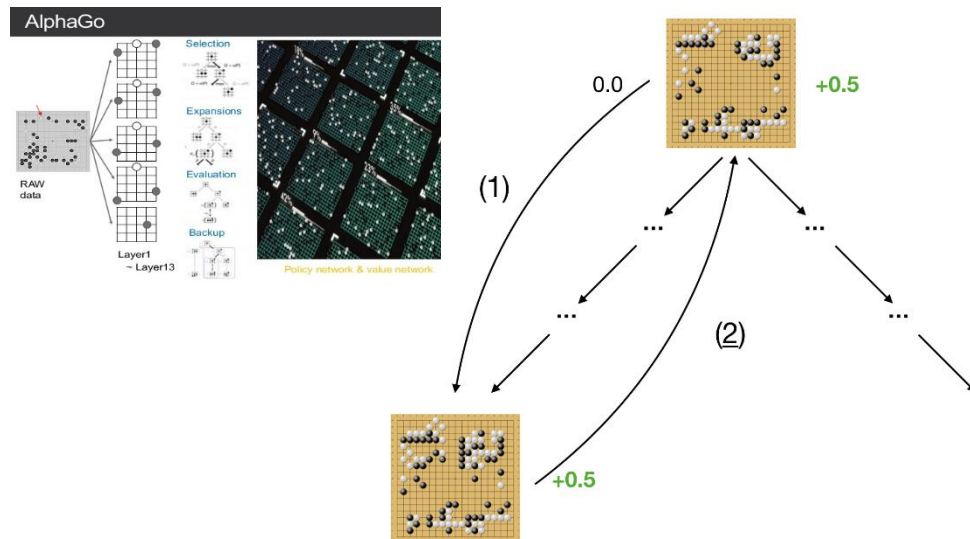 AlphaGo
RAW
data
Layer1
~ Layer13
Selection
Expansions
Evaluation
Backup
Policy network & value network
0.0
+0.5
(1)
...
...
...
...
(2)
+0.5